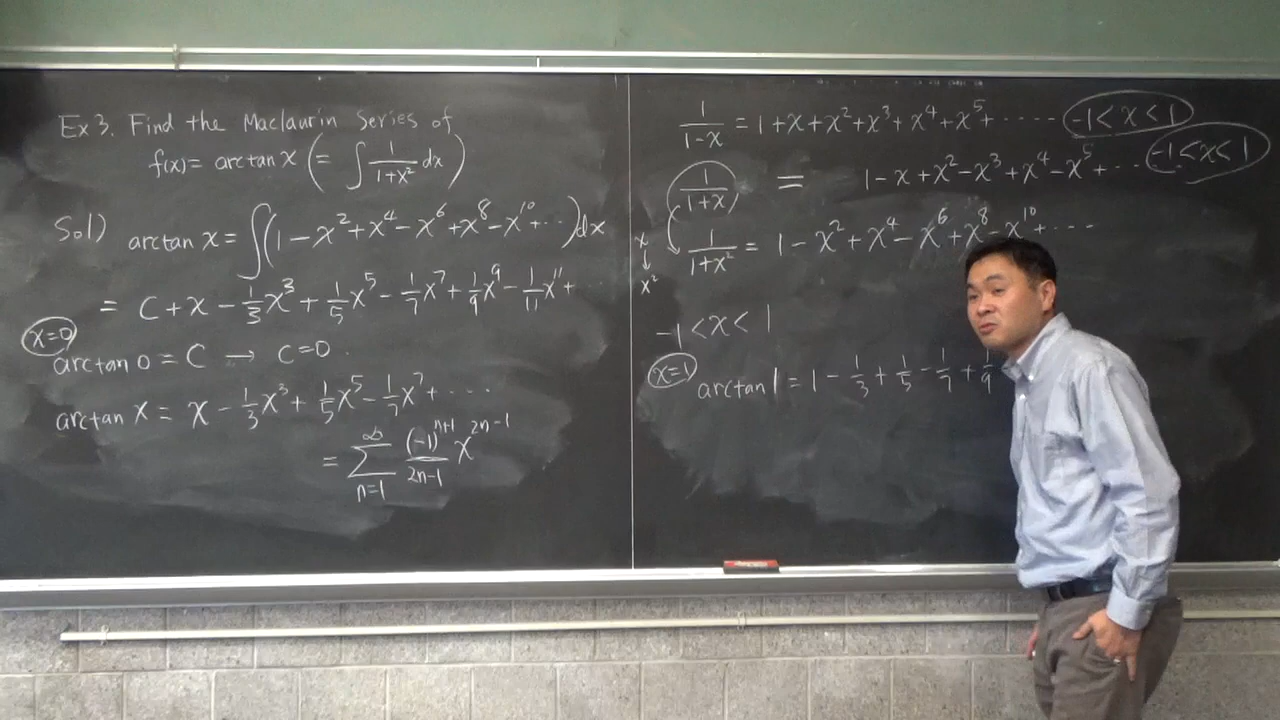 Ex 3. Find the Maclaurin Series of
f(x) = arctan x ( = ∫ 1/(1+x²) dx )
Sol) arctan x = ∫(1 − x² + x⁴ − x⁶ + x⁸ − x¹⁰ + ⋯)dx
= C + x − 1/3 x³ + 1/5 x⁵ − 1/7 x⁷ + 1/9 x⁹ − 1/11 x¹¹ + ⋯
x=0
arctan 0 = C → C=0.
arctan x = x − 1/3 x³ + 1/5 x⁵ − 1/7 x⁷ + ⋯
= ∑_{n=1}^{∞} (−1)ⁿ⁺¹/(2n−1) x²ⁿ⁻¹
1/(1−x) = 1 + x + x² + x³ + x⁴ + x⁵ + ⋯ −1<x<1
1/(1+x) = 1 − x + x² − x³ + x⁴ − x⁵ + ⋯ −1<x<1
x ↓ x² 1/(1+x²) = 1 − x² + x⁴ − x⁶ + x⁸ − x¹⁰ + ⋯
−1 < x < 1
x=1
arctan 1 = 1 − 1/3 + 1/5 − 1/7 + 1/9